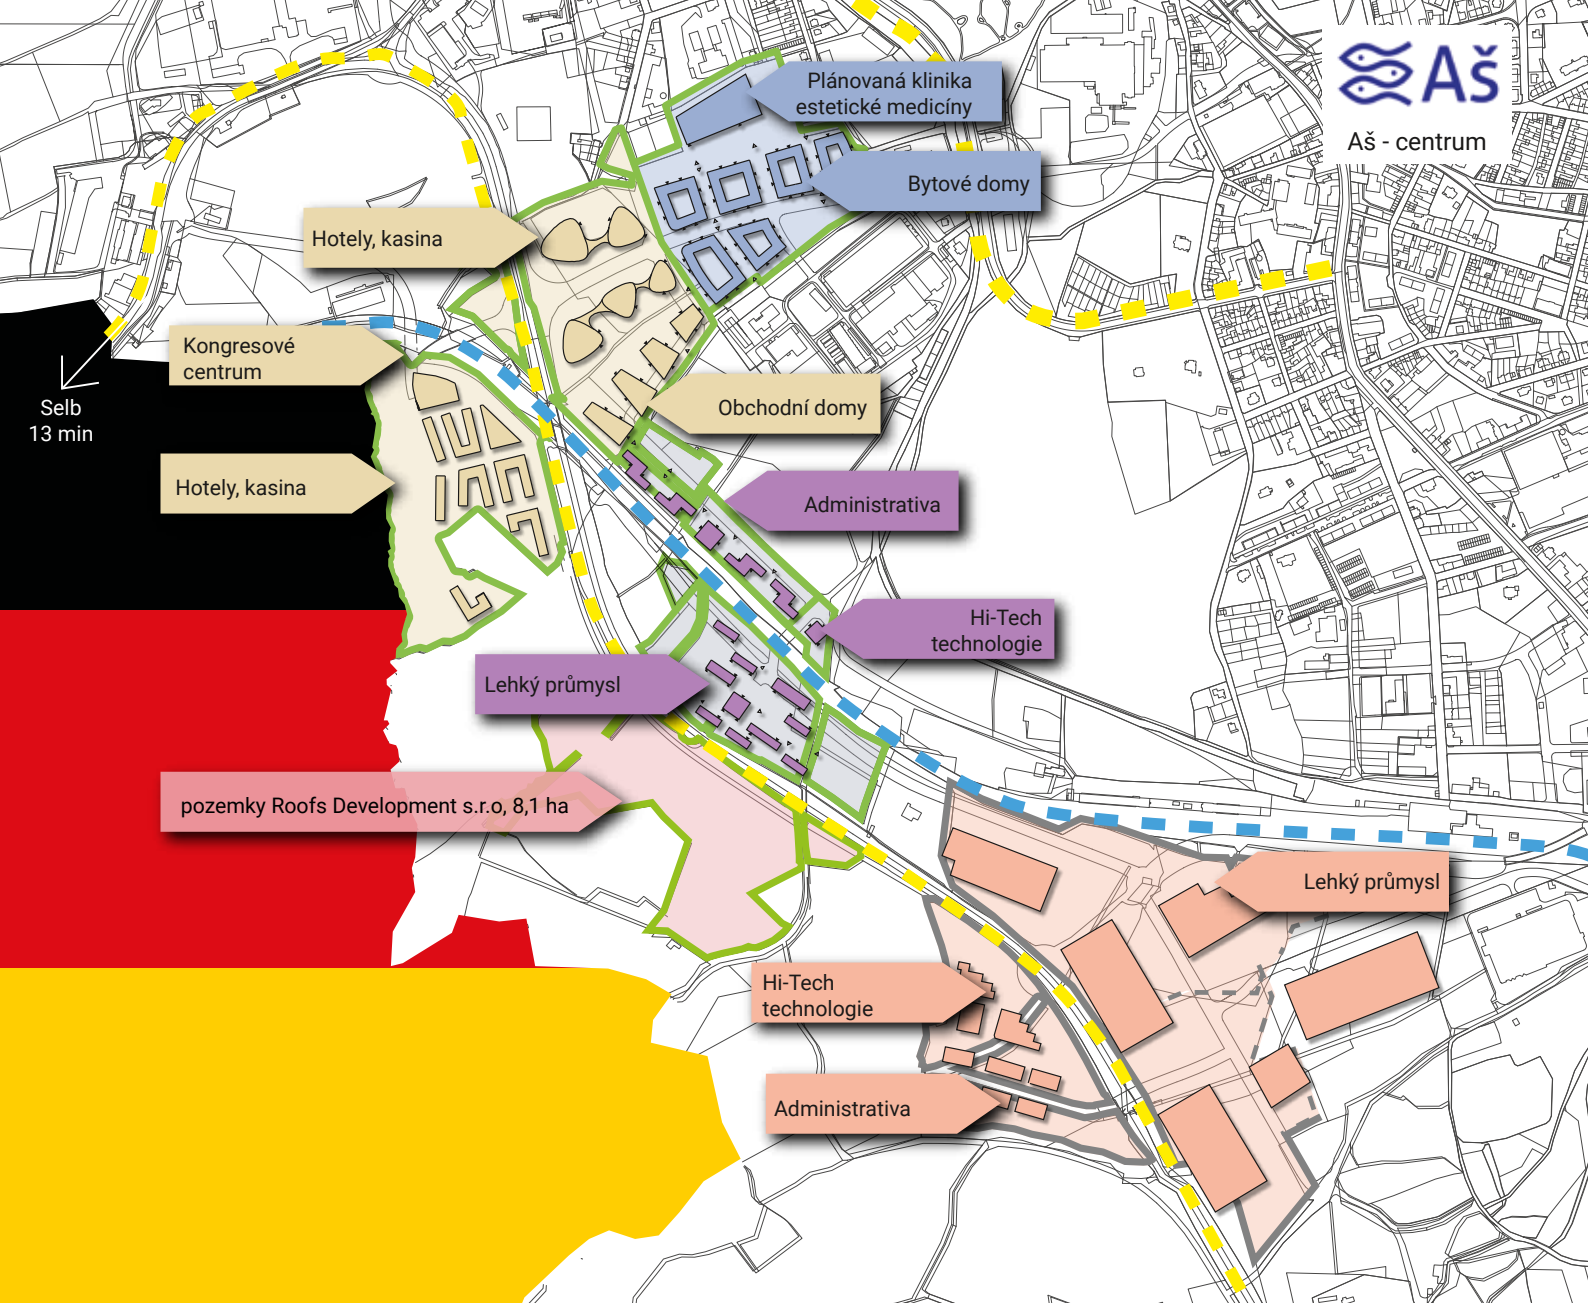 Plánovaná klinika
estetické medicíny
Aš
Aš - centrum
Bytové domy
Hotely, kasina
Kongresové
centrum
Selb
13 min
Obchodní domy
Hotely, kasina
Administrativa
Hi-Tech
technologie
Lehký průmysl
pozemky Roofs Development s.r.o, 8,1 ha
Lehký průmysl
Hi-Tech
technologie
Administrativa